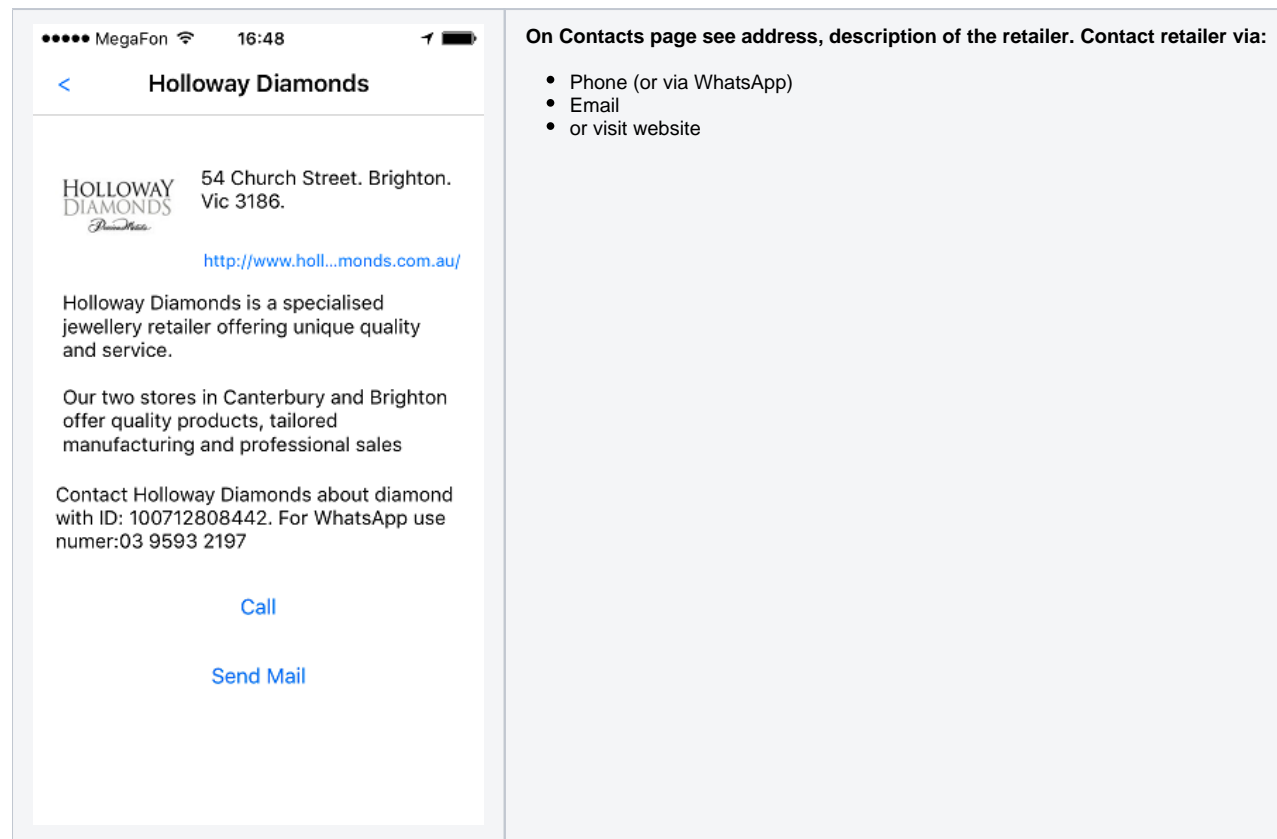 MegaFon 16:48
< Holloway Diamonds
HOLLOWAY
DIAMONDS
54 Church Street. Brighton.
Vic 3186.
http://www.holl...monds.com.au/
Holloway Diamonds is a specialised
jewellery retailer offering unique quality
and service.
Our two stores in Canterbury and Brighton
offer quality products, tailored
manufacturing and professional sales
Contact Holloway Diamonds about diamond
with ID: 100712808442. For WhatsApp use
numer:03 9593 2197
Call
Send Mail
On Contacts page see address, description of the retailer. Contact retailer via:
• Phone (or via WhatsApp)
• Email
• or visit website